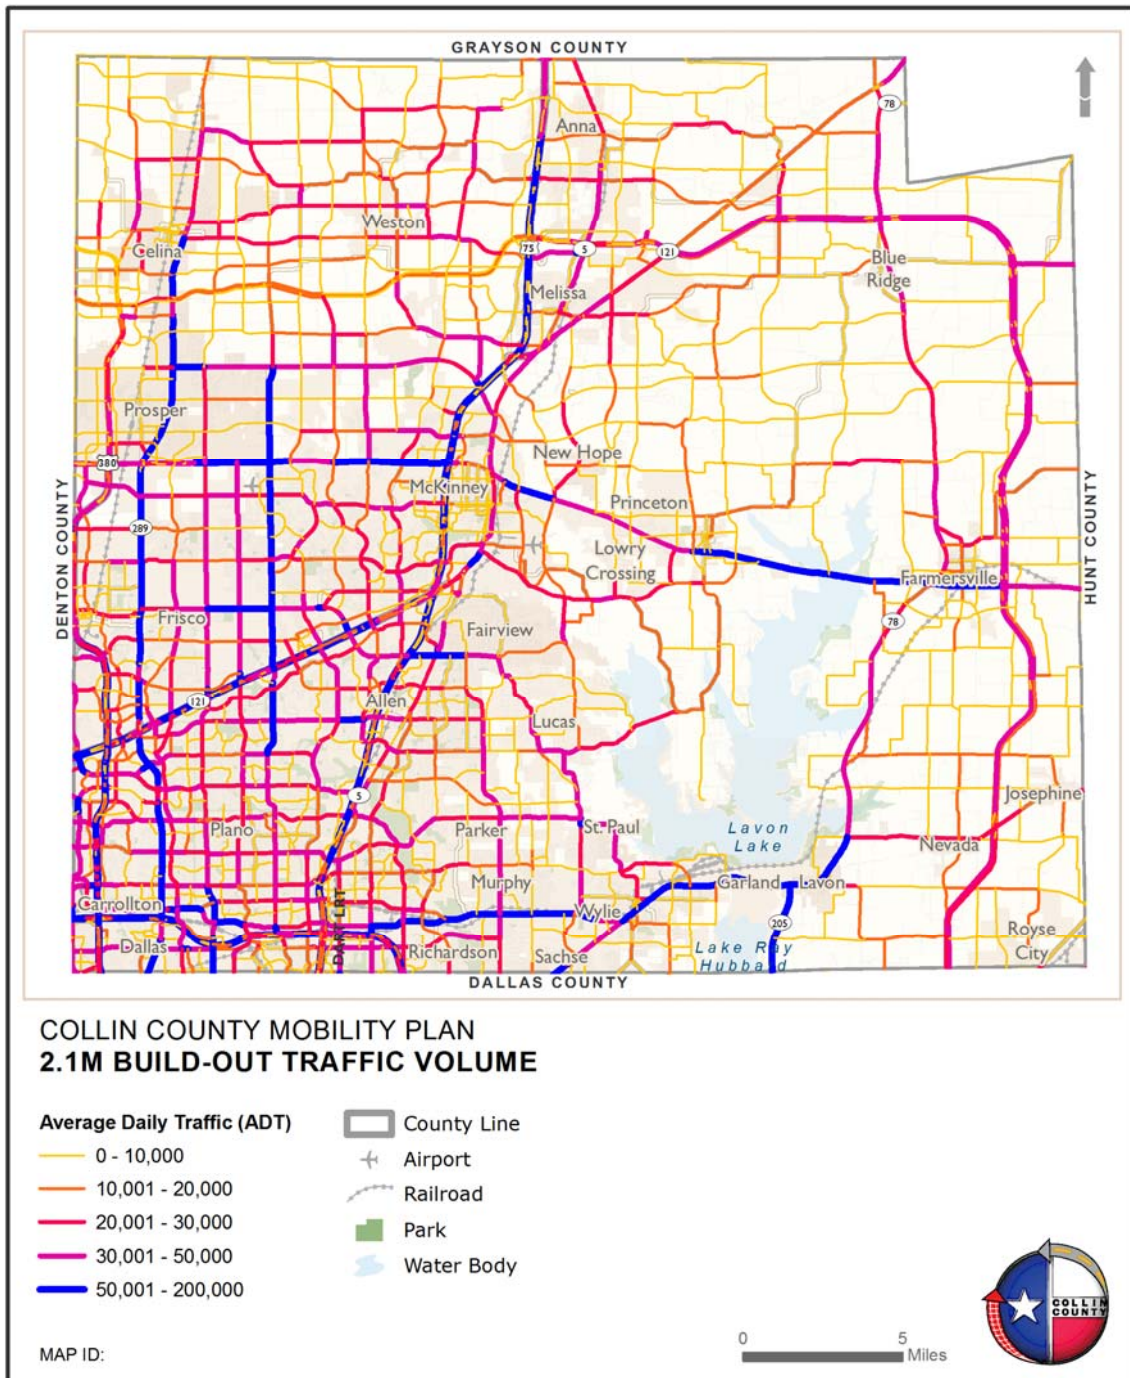 GRAYSON COUNTY
78
Anna
Weston
Celina
75
5
121
Blue
Ridge
Melissa
Prosper
380
New Hope
McKinney
Princeton
289
DENTON COUNTY
HUNT COUNTY
Lowry
Crossing
Farmersville
Frisco
Fairview
78
121
Allen
Lucas
5
Josephine
Plano
Parker
St. Paul
Lavon
Lake
Nevada
Murphy
Garland
Lavon
Carrollton
DART LRT
Wylie
205
Dallas
Richardson
Sachse
Lake Ray
Hubbard
Royse
City
DALLAS COUNTY
COLLIN COUNTY MOBILITY PLAN
2.1M BUILD-OUT TRAFFIC VOLUME
Average Daily Traffic (ADT)
0 - 10,000
10,001 - 20,000
20,001 - 30,000
30,001 - 50,000
50,001 - 200,000
County Line
Airport
Railroad
Park
Water Body
COLLIN
COUNTY
MAP ID:
0 5
Miles